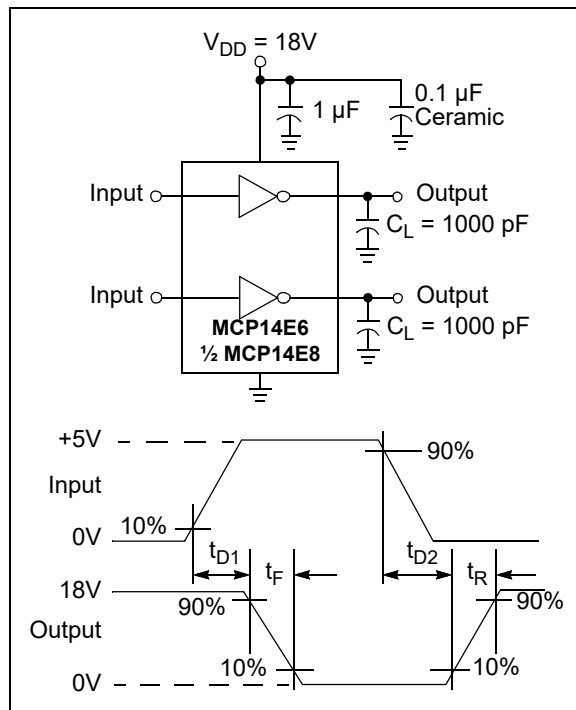 V_DD = 18V
1 µF
0.1 µF
Ceramic
Input
Output
C_L = 1000 pF
Input
Output
C_L = 1000 pF
MCP14E6
½ MCP14E8
+5V
90%
Input
10%
0V
t_D1
t_F
t_D2
t_R
18V
90%
90%
Output
10%
10%
0V